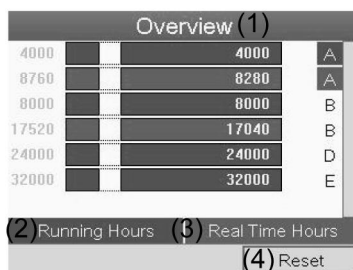 Overview (1)
4000 4000 A
8760 8280 A
8000 8000 B
17520 17040 B
24000 24000 D
32000 32000 E
(2)Running Hours (3) Real Time Hours
(4) Reset